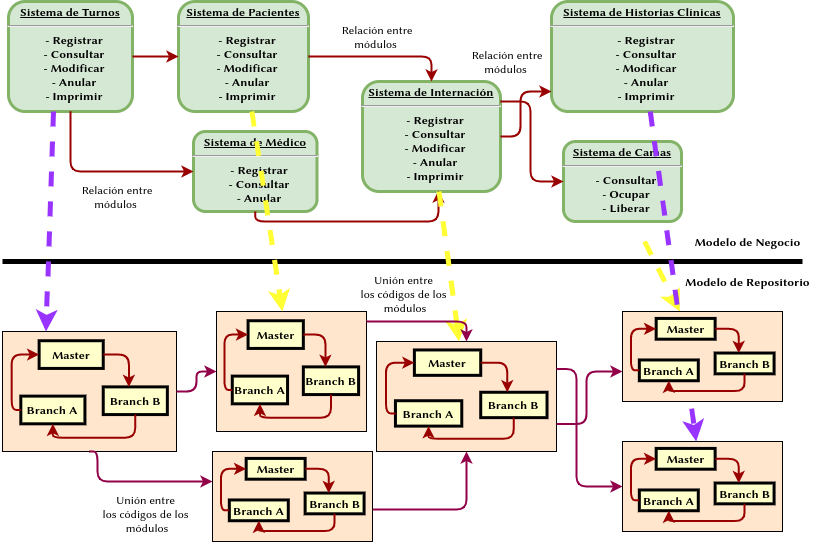 Sistema de Turnos
- Registrar
- Consultar
- Modificar
- Anular
- Imprimir
Sistema de Pacientes
- Registrar
- Consultar
- Modificar
- Anular
- Imprimir
Relación entre
módulos
Sistema de Historias Clínicas
- Registrar
- Consultar
- Modificar
- Anular
- Imprimir
Relación entre
módulos
Sistema de Internación
- Registrar
- Consultar
- Modificar
- Anular
- Imprimir
Sistema de Médico
- Registrar
- Consultar
- Anular
Relación entre
módulos
Sistema de Camas
- Consultar
- Ocupar
- Liberar
Modelo de Negocio
Modelo de Repositorio
Unión entre
los códigos de los
módulos
Master
Branch B
Branch A
Master
Branch B
Branch A
Master
Branch B
Branch A
Master
Branch B
Branch A
Unión entre
los códigos de los
módulos
Master
Branch B
Branch A
Master
Branch B
Branch A